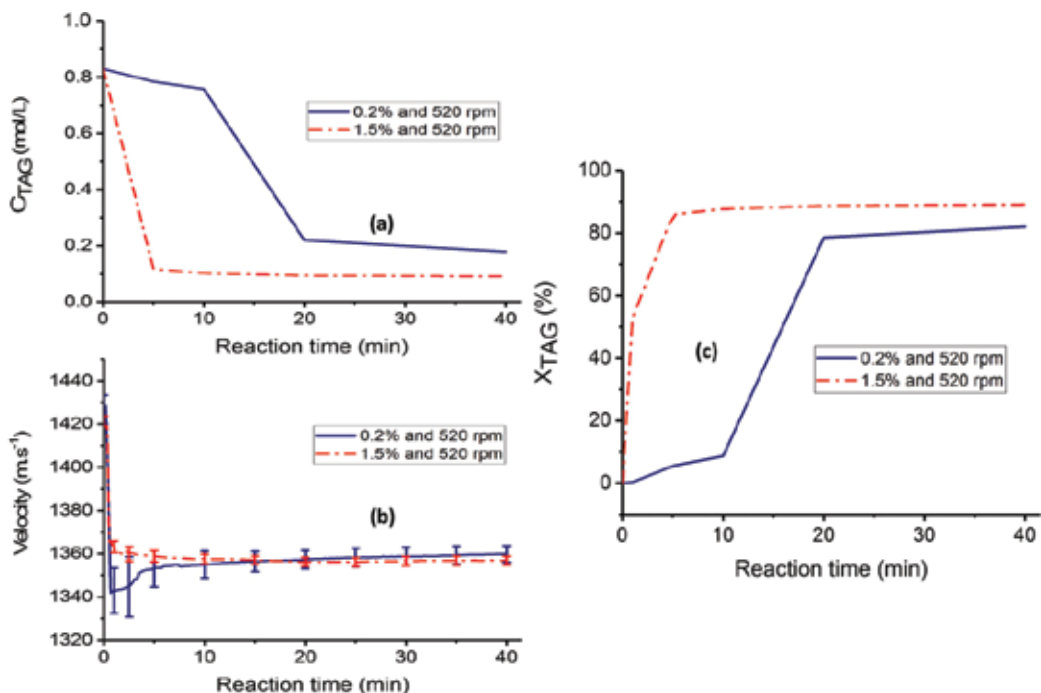 1.0
0.8
0.6
0.4
0.2
0.0
C_TAG (mol/L)
0.2% and 520 rpm
1.5% and 520 rpm
(a)
0 10 20 30 40
Reaction time (min)
1440
1420
1400
1380
1360
1340
1320
Velocity (m.s⁻¹)
0.2% and 520 rpm
1.5% and 520 rpm
(b)
0 10 20 30 40
Reaction time (min)
100
80
60
40
20
0
X_TAG (%)
(c)
0.2% and 520 rpm
1.5% and 520 rpm
0 10 20 30 40
Reaction time (min)